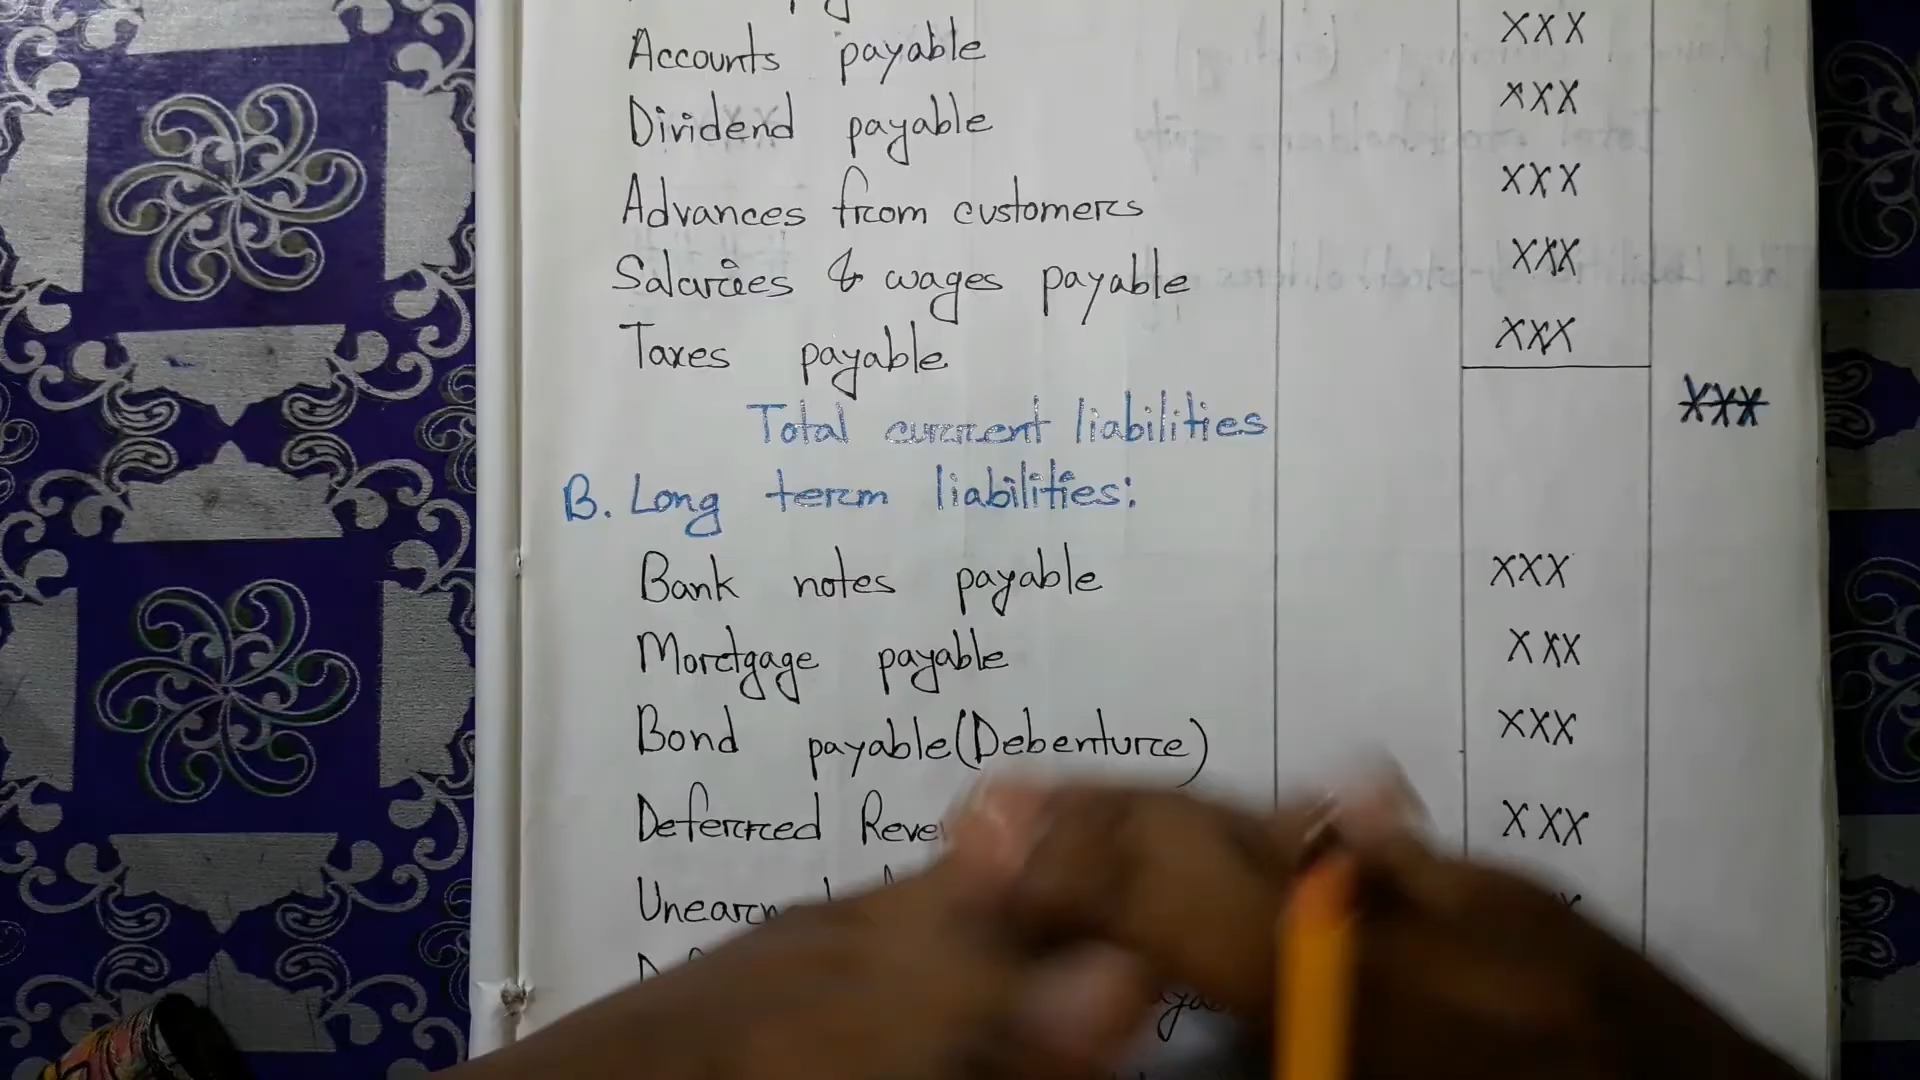 Accounts payable XXX
Dividend payable XXX
Advances from customers XXX
Salaries & wages payable XXX
Taxes payable XXX
Total current liabilities XXX
B. Long term liabilities:
Bank notes payable XXX
Mortgage payable XXX
Bond payable (Debenture) XXX
Deferred XXX